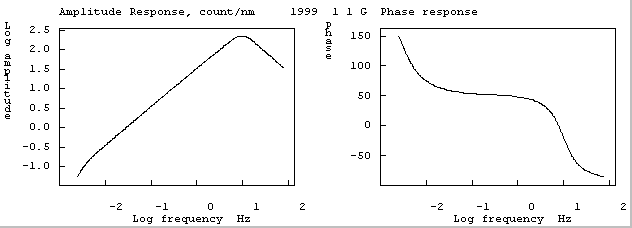 Amplitude Response, count/nm 1999 1 1 G Phase response
Log amplitude
2.5
2.0
1.5
1.0
0.5
0.0
-0.5
-1.0
-2 -1 0 1 2
Log frequency Hz
Phase
150
100
50
0
-50
-2 -1 0 1 2
Log frequency Hz